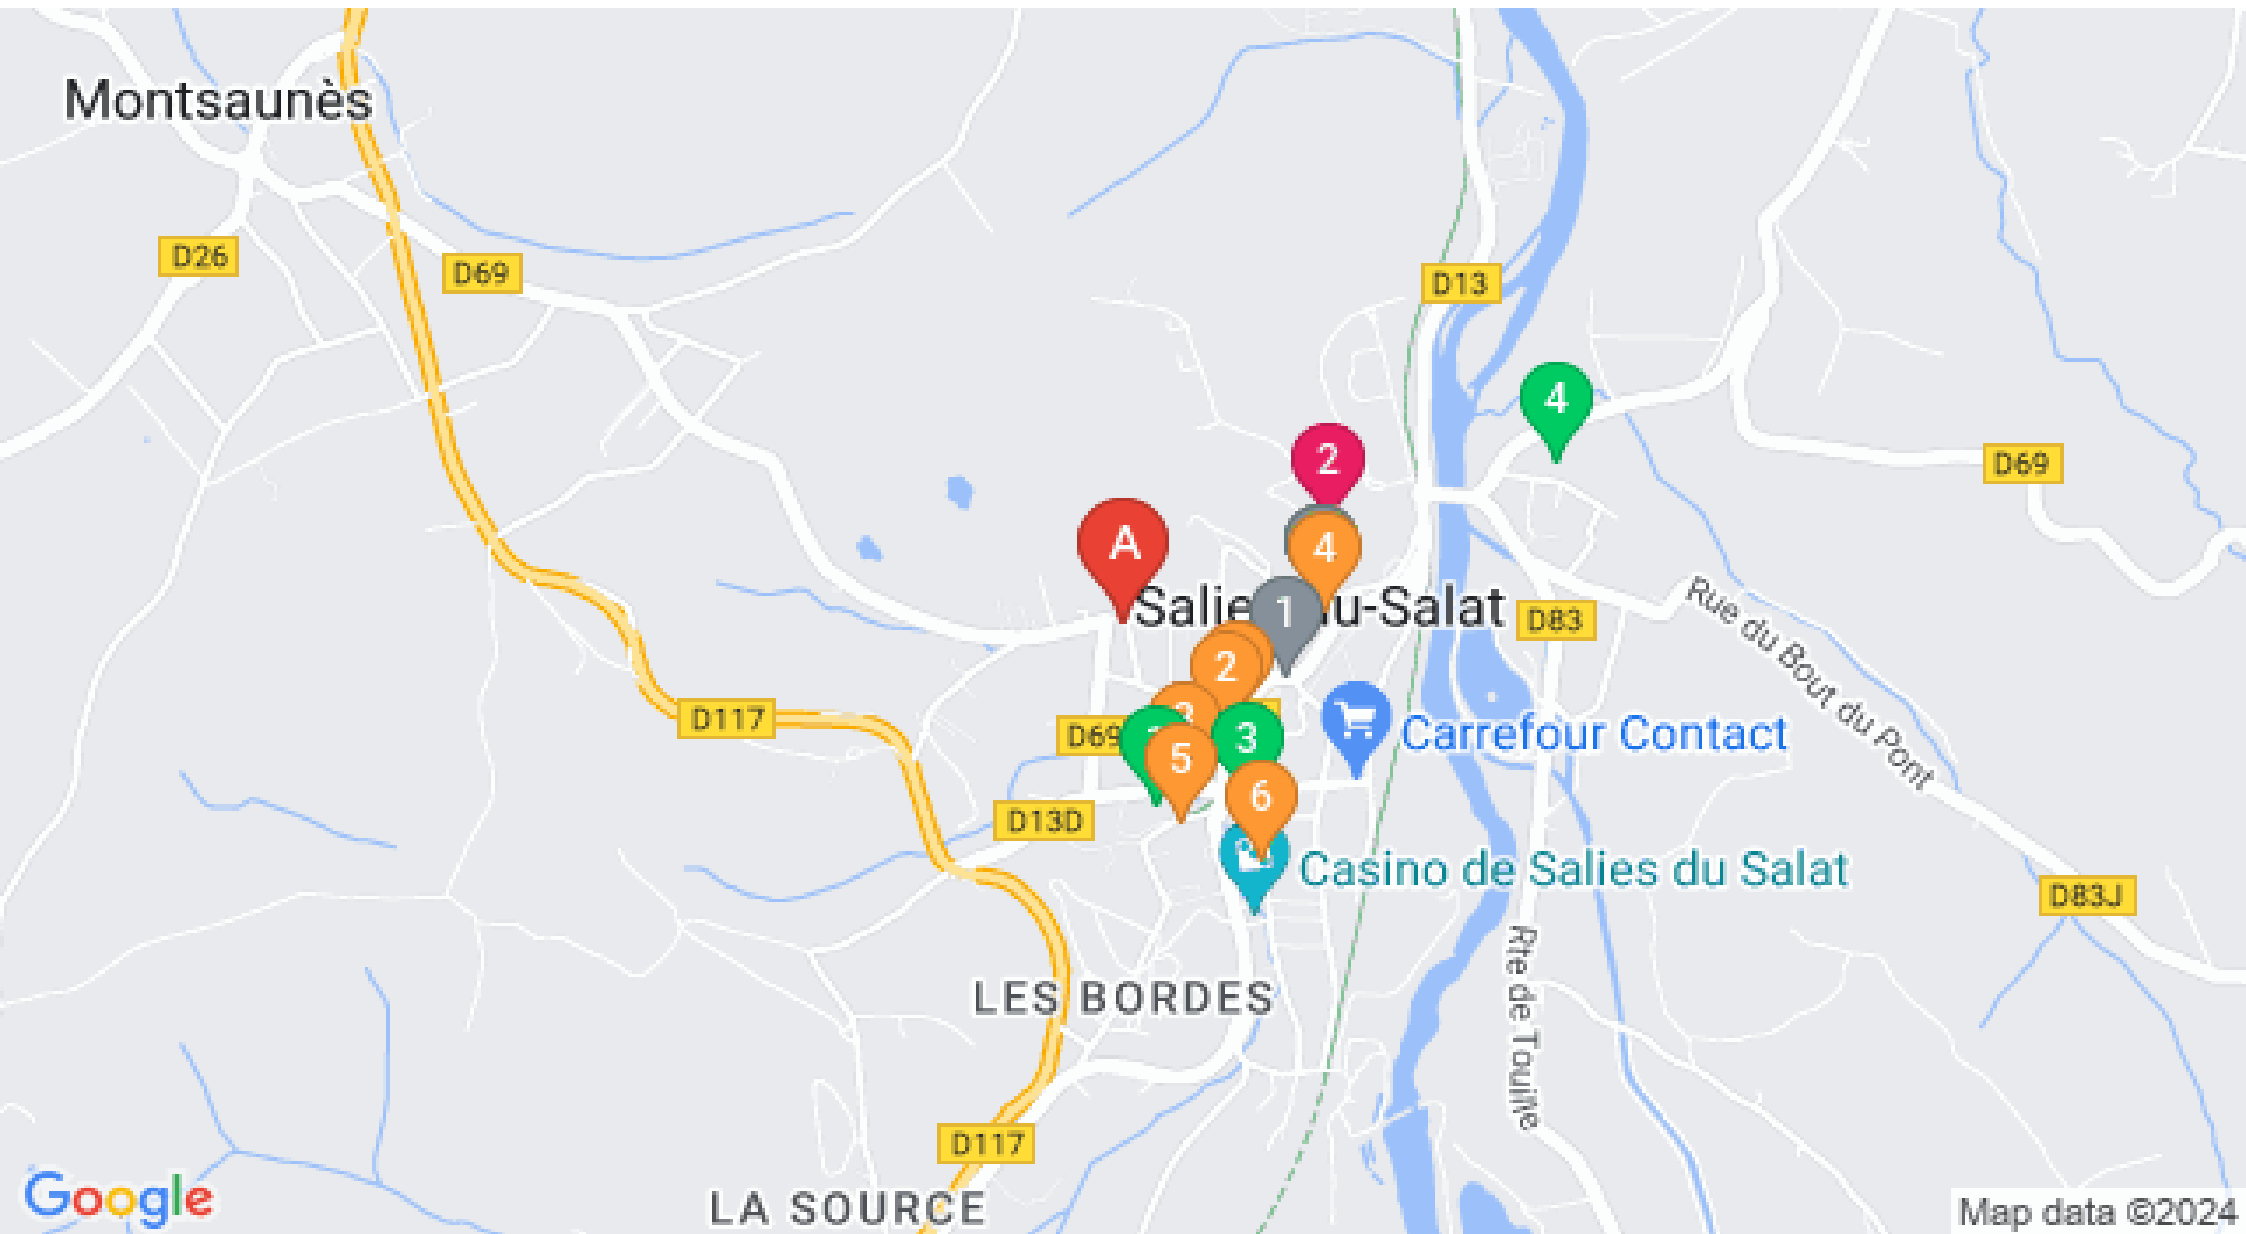 Montsaunès
D26
D69
D13
4
2
D69
A
4
Salie
1
u-Salat
D83
Rue du Bout du Pont
2
D117
D69
3
5
Carrefour Contact
6
D13D
Casino de Salies du Salat
D83J
Rte de Touille
LES BORDES
D117
LA SOURCE
Google
Map data ©2024